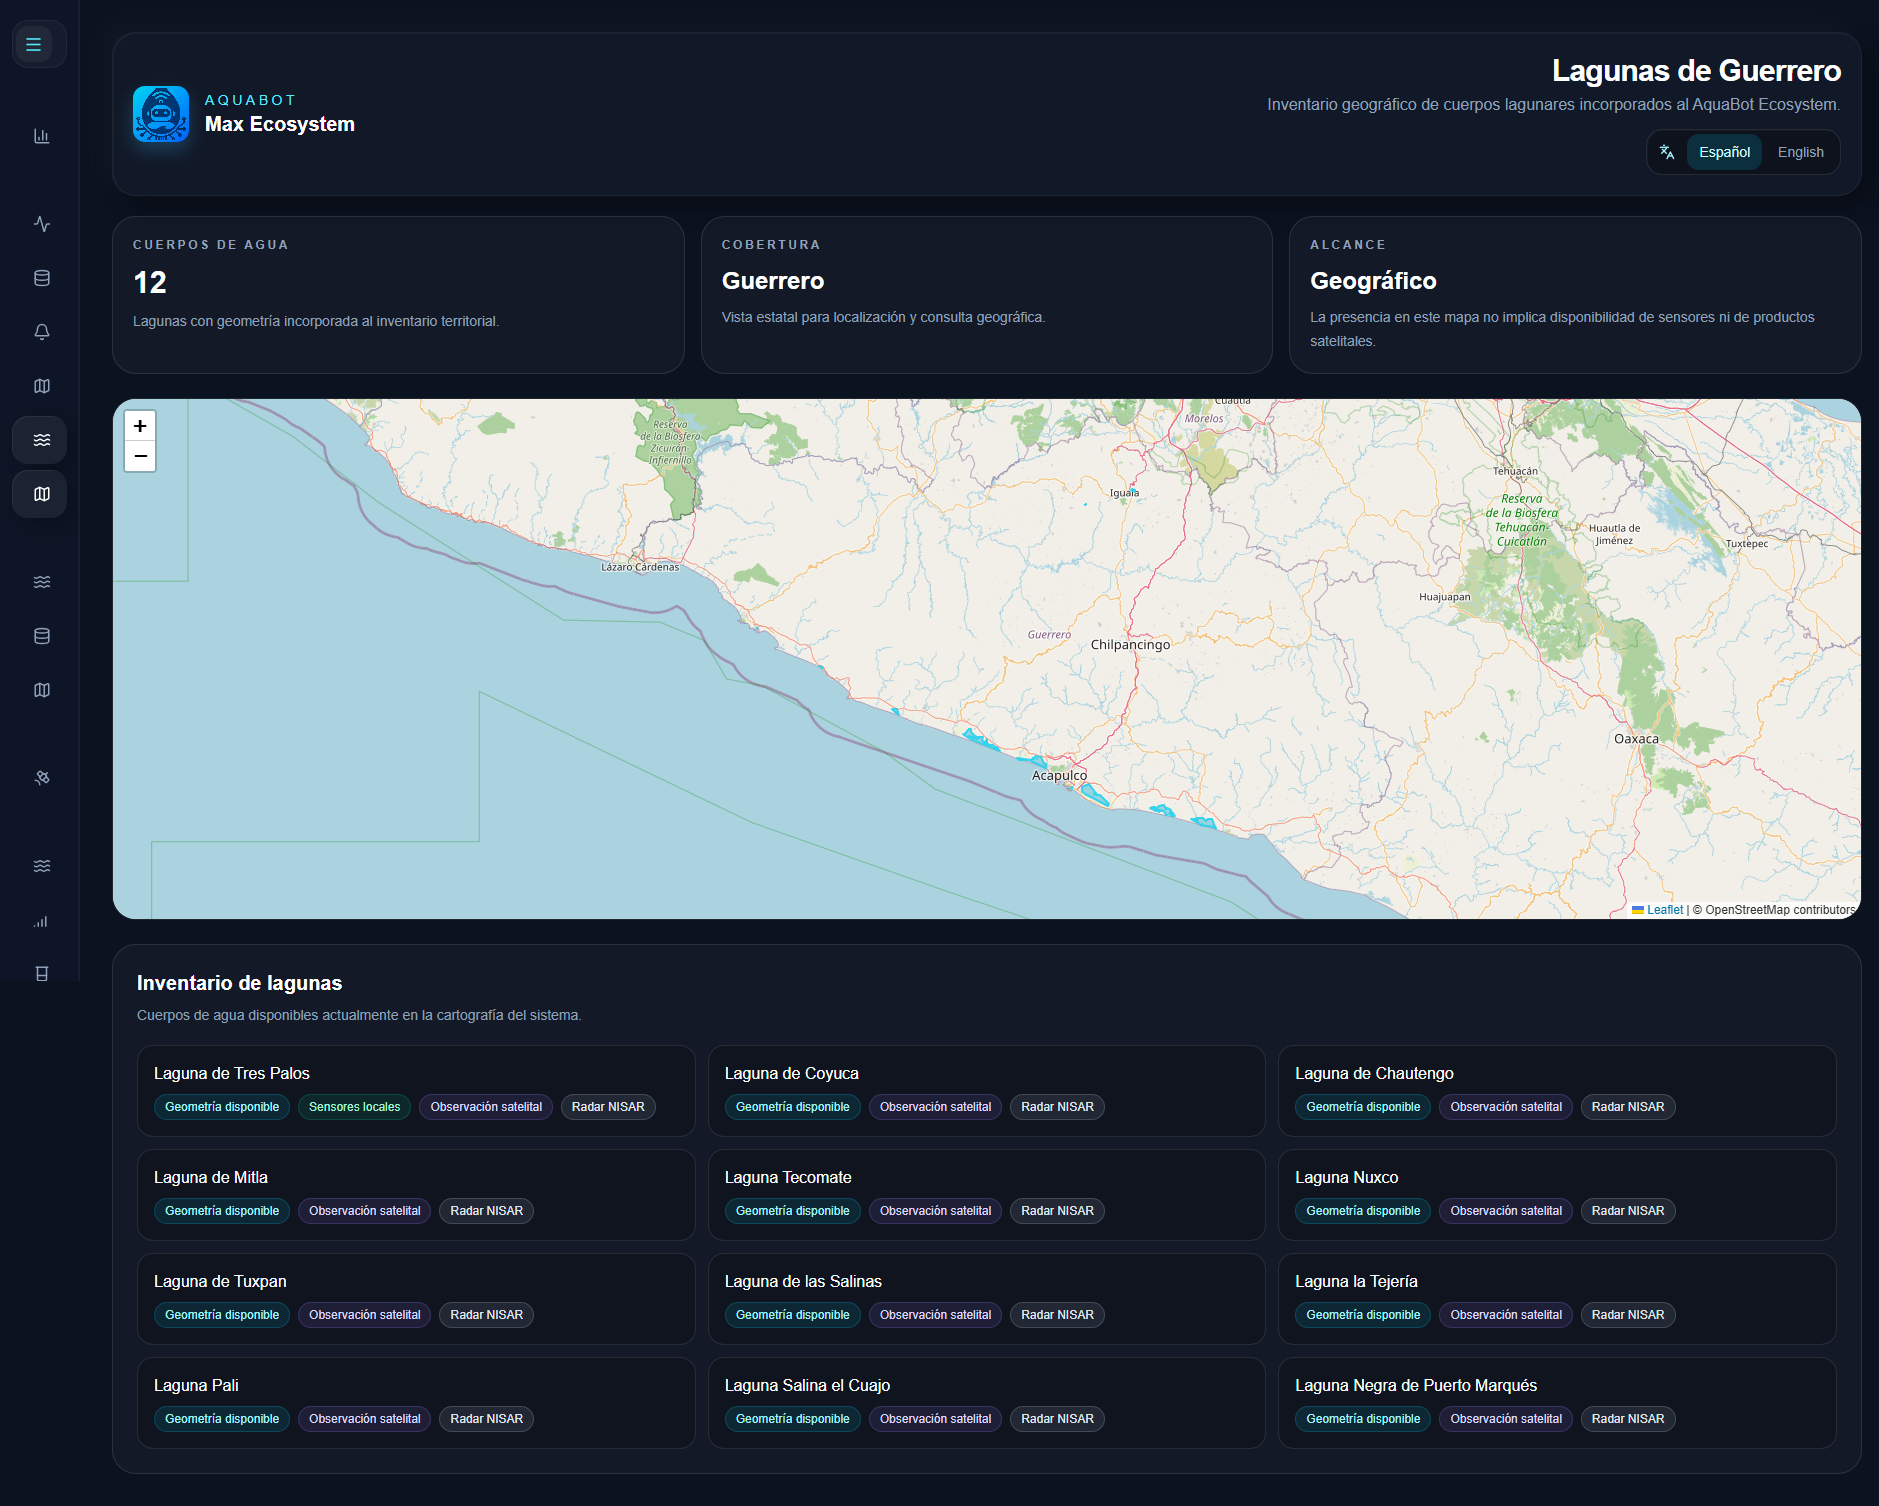 AQUABOT
Max Ecosystem
Lagunas de Guerrero
Inventario geográfico de cuerpos lagunares incorporados al AquaBot Ecosystem.
Español
English
CUERPOS DE AGUA
12
Lagunas con geometría incorporada al inventario territorial.
COBERTURA
Guerrero
Vista estatal para localización y consulta geográfica.
ALCANCE
Geográfico
La presencia en este mapa no implica disponibilidad de sensores ni de productos
satelitales.
+
−
Cuautla
Morelos
Reserva
de la Biosfera
Zicuirán-
Infiernillo
Iguala
Tehuacán
Reserva
de la Biosfera
Tehuacán-
Cuicatlán
Huautla de
Jiménez
Tuxtepec
Lázaro Cárdenas
Huajuapan
Guerrero
Chilpancingo
Oaxaca
Acapulco
Leaflet | © OpenStreetMap contributors
Inventario de lagunas
Cuerpos de agua disponibles actualmente en la cartografía del sistema.
Laguna de Tres Palos
Geometría disponible
Sensores locales
Observación satelital
Radar NISAR
Laguna de Coyuca
Geometría disponible
Observación satelital
Radar NISAR
Laguna de Chautengo
Geometría disponible
Observación satelital
Radar NISAR
Laguna de Mitla
Geometría disponible
Observación satelital
Radar NISAR
Laguna Tecomate
Geometría disponible
Observación satelital
Radar NISAR
Laguna Nuxco
Geometría disponible
Observación satelital
Radar NISAR
Laguna de Tuxpan
Geometría disponible
Observación satelital
Radar NISAR
Laguna de las Salinas
Geometría disponible
Observación satelital
Radar NISAR
Laguna la Tejería
Geometría disponible
Observación satelital
Radar NISAR
Laguna Pali
Geometría disponible
Observación satelital
Radar NISAR
Laguna Salina el Cuajo
Geometría disponible
Observación satelital
Radar NISAR
Laguna Negra de Puerto Marqués
Geometría disponible
Observación satelital
Radar NISAR